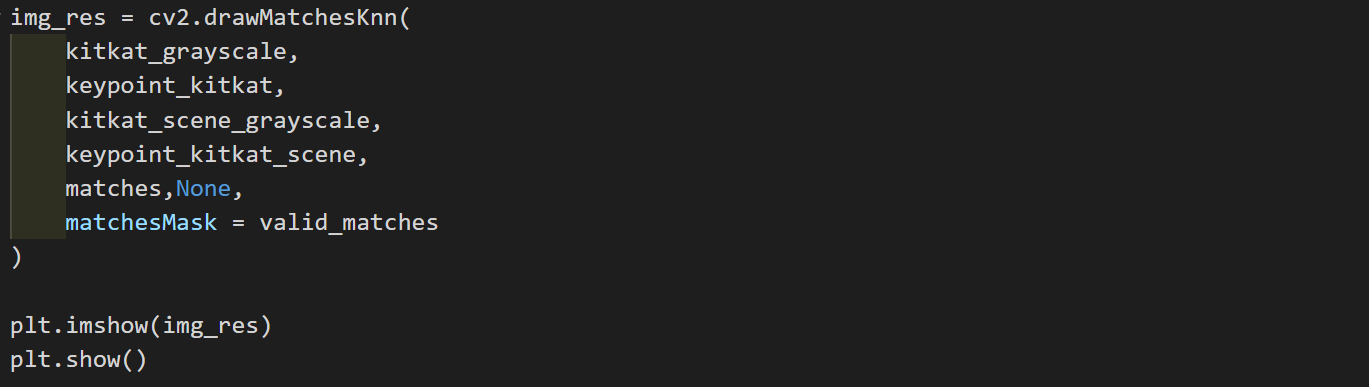 img_res = cv2.drawMatchesKnn(
    kitkat_grayscale,
    keypoint_kitkat,
    kitkat_scene_grayscale,
    keypoint_kitkat_scene,
    matches,None,
    matchesMask = valid_matches
)
plt.imshow(img_res)
plt.show()